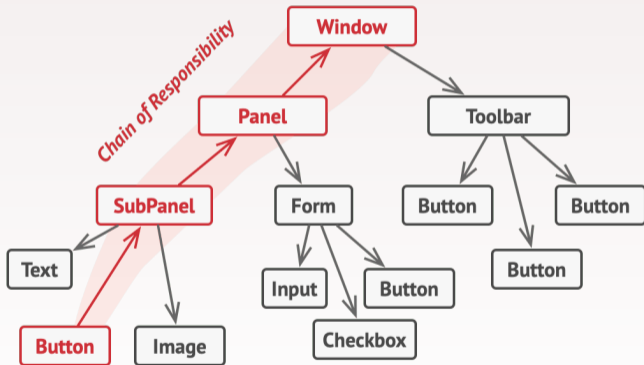 Window
Chain of Responsibility
Panel
Toolbar
SubPanel
Form
Button
Button
Text
Button
Input
Button
Button
Image
Checkbox